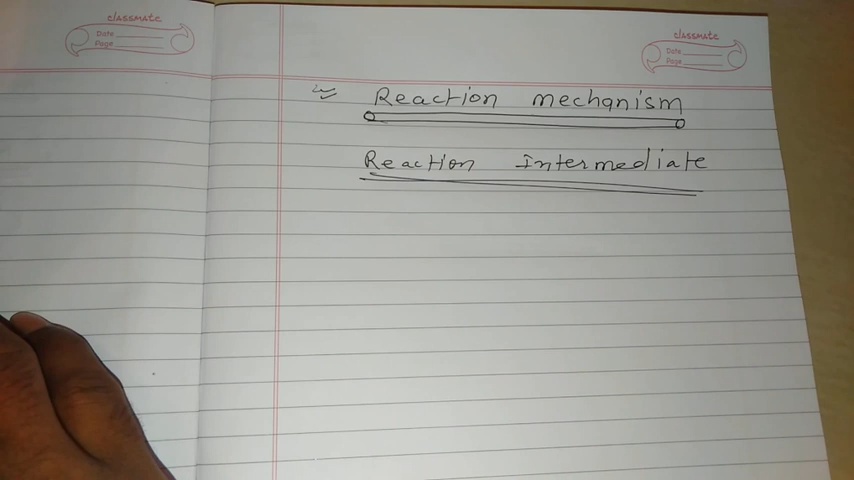 classmate
Date
Page
classmate
Date
Page
Reaction mechanism
Reaction Intermediate